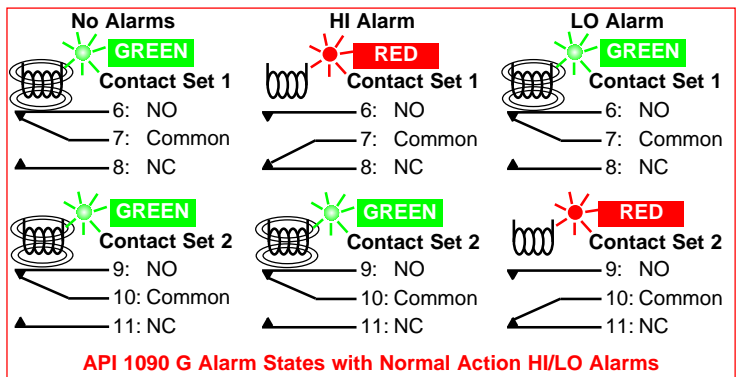 No Alarms HI Alarm LO Alarm
GREEN RED GREEN
Contact Set 1 Contact Set 1 Contact Set 1
6: NO 6: NO 6: NO
7: Common 7: Common 7: Common
8: NC 8: NC 8: NC
GREEN GREEN RED
Contact Set 2 Contact Set 2 Contact Set 2
9: NO 9: NO 9: NO
10: Common 10: Common 10: Common
11: NC 11: NC 11: NC
API 1090 G Alarm States with Normal Action HI/LO Alarms